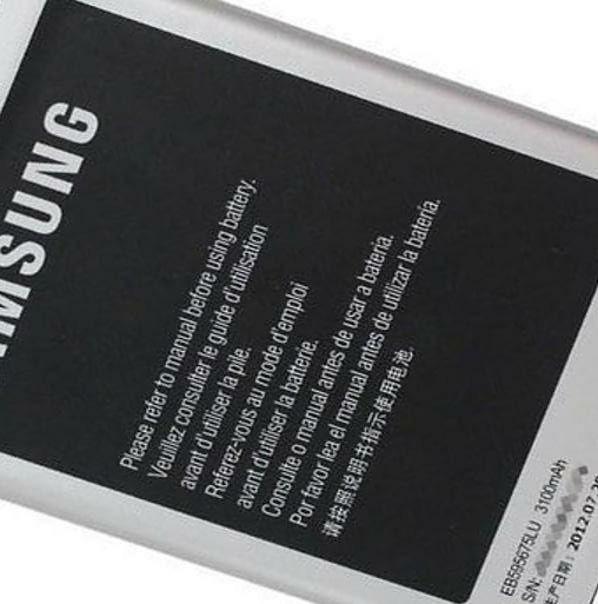 MSUNG
Please refer to manual before using battery.
Veuillez consulter le guide d'utilisation
avant d'utiliser la pile.
Referez-vous au mode d'emploi
avant d'utiliser la batterie.
Consulte o manual antes de usar a bateria.
Por favor lea el manual antes de utilizar la bateria.
请按照说明书指示使用电池.
EB595675LU 3100mAh
S/N:
生产日期: 2012.07.